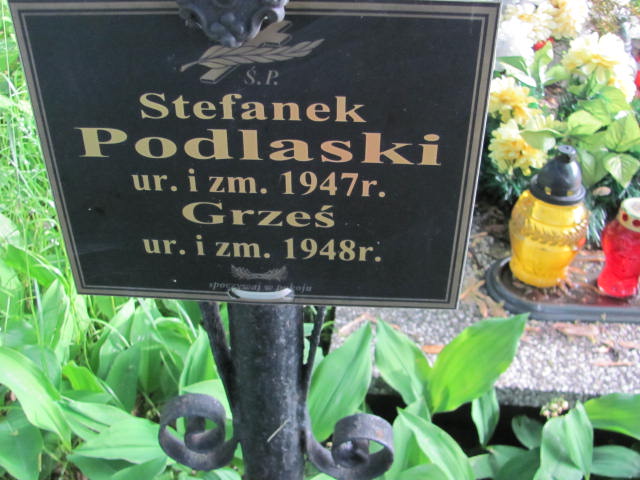 Ś.P.
Stefanek
Podlaski
ur. i zm. 1947r.
Grześ
ur. i zm. 1948r.
spoczywaj w pokoju